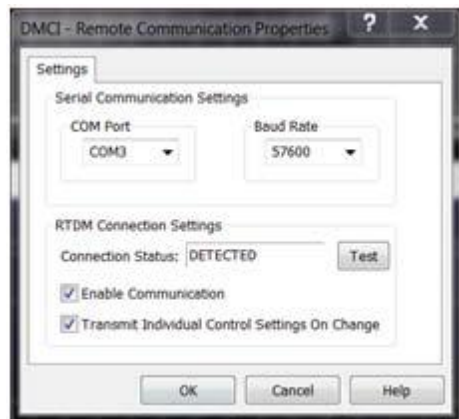 DMCI - Remote Communication Properties ? X
Settings
Serial Communication Settings
COM Port Baud Rate
COM3 57600
RTDM Connection Settings
Connection Status: DETECTED Test
Enable Communication
Transmit Individual Control Settings On Change
OK Cancel Help